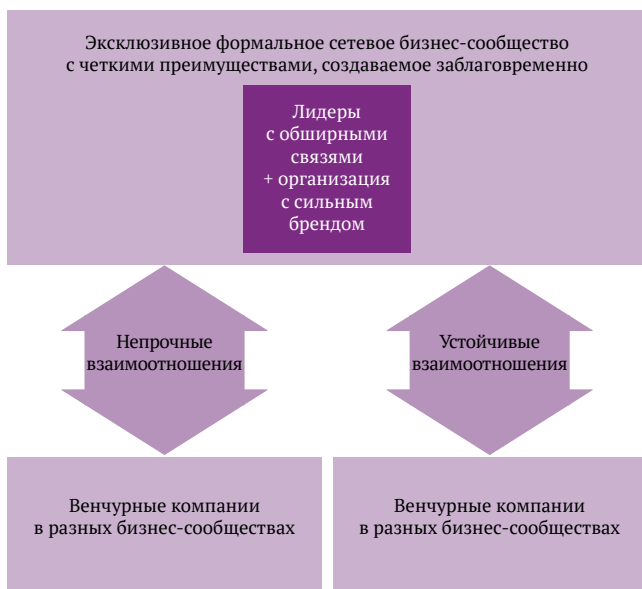 Эксклюзивное формальное сетевое бизнес-сообщество
с четкими преимуществами, создаваемое заблаговременно
Лидеры
с обширными
связями
+ организация
с сильным
брендом
Непрочные
взаимоотношения
Устойчивые
взаимоотношения
Венчурные компании
в разных бизнес-сообществах
Венчурные компании
в разных бизнес-сообществах